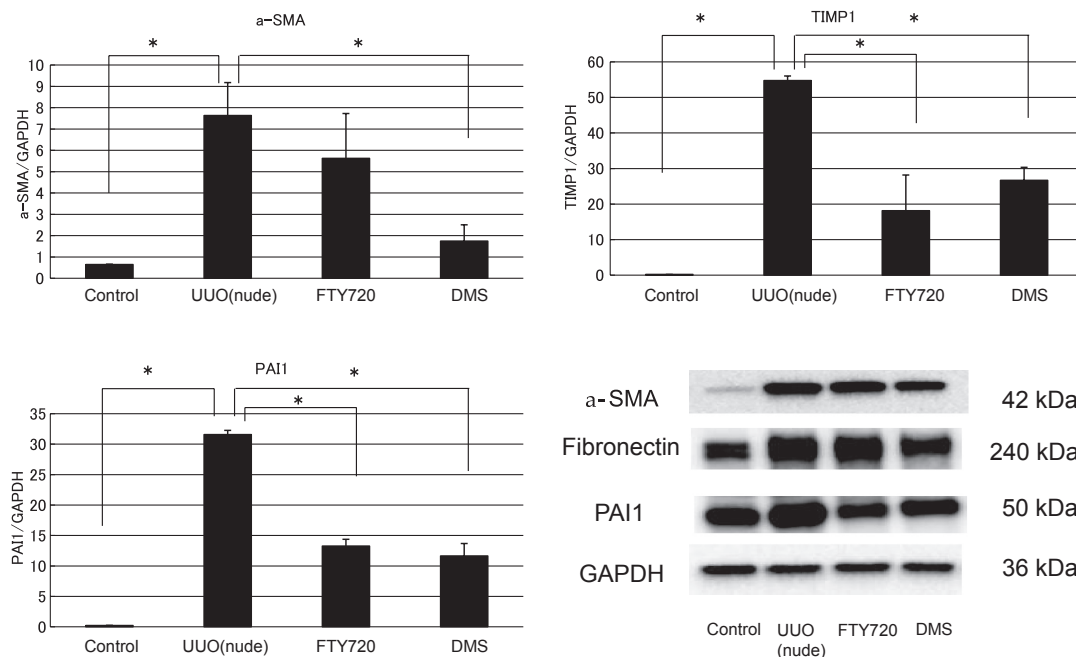 a-SMA
* *
a-SMA/GAPDH
10
9
8
7
6
5
4
3
2
1
0
Control UUO(nude) FTY720 DMS
TIMP1
* *
*
TIMP1/GAPDH
60
50
40
30
20
10
0
Control UUO(nude) FTY720 DMS
PAI1
* *
*
PAI1/GAPDH
35
30
25
20
15
10
5
0
Control UUO(nude) FTY720 DMS
a-SMA 42 kDa
Fibronectin 240 kDa
PAI1 50 kDa
GAPDH 36 kDa
Control UUO FTY720 DMS
(nude)